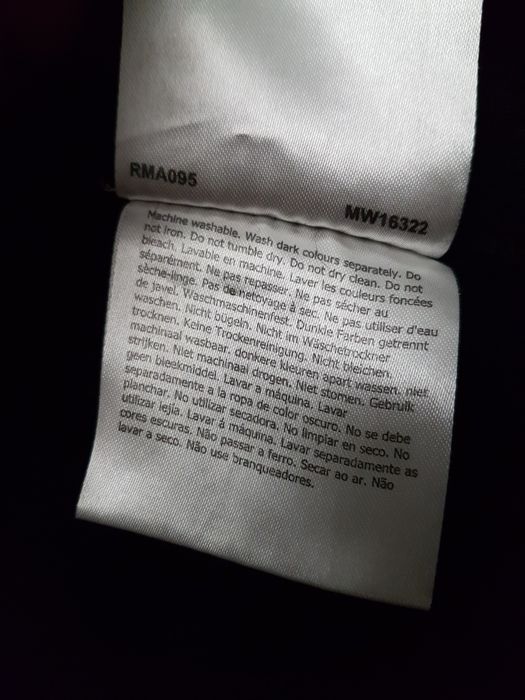 RMA095
MW16322
Machine washable. Wash dark colours separately. Do
not iron. Do not tumble dry. Do not dry clean. Do not
bleach. Lavable en machine. Laver les couleurs foncées
séparément. Ne pas repasser. Ne pas sécher au
sèche-linge. Pas de nettoyage à sec. Ne pas utiliser d'eau
de javel. Waschmaschinenfest. Dunkle Farben getrennt
waschen. Nicht bügeln. Nicht im Wäschetrockner
trocknen. Keine Trockenreinigung. Nicht bleichen.
machinaal wasbaar. donkere kleuren apart wassen. niet
strijken. Niet machinaal drogen. Niet stomen. Gebruik
geen bleekmiddel. Lavar a máquina. Lavar
separadamente a la ropa de color oscuro. No se debe
planchar. No utilizar secadora. No limpiar en seco. No
utilizar lejía. Lavar á máquina. Lavar separadamente as
cores escuras. Não passar a ferro. Secar ao ar. Não
lavar a seco. Não use branqueadores.